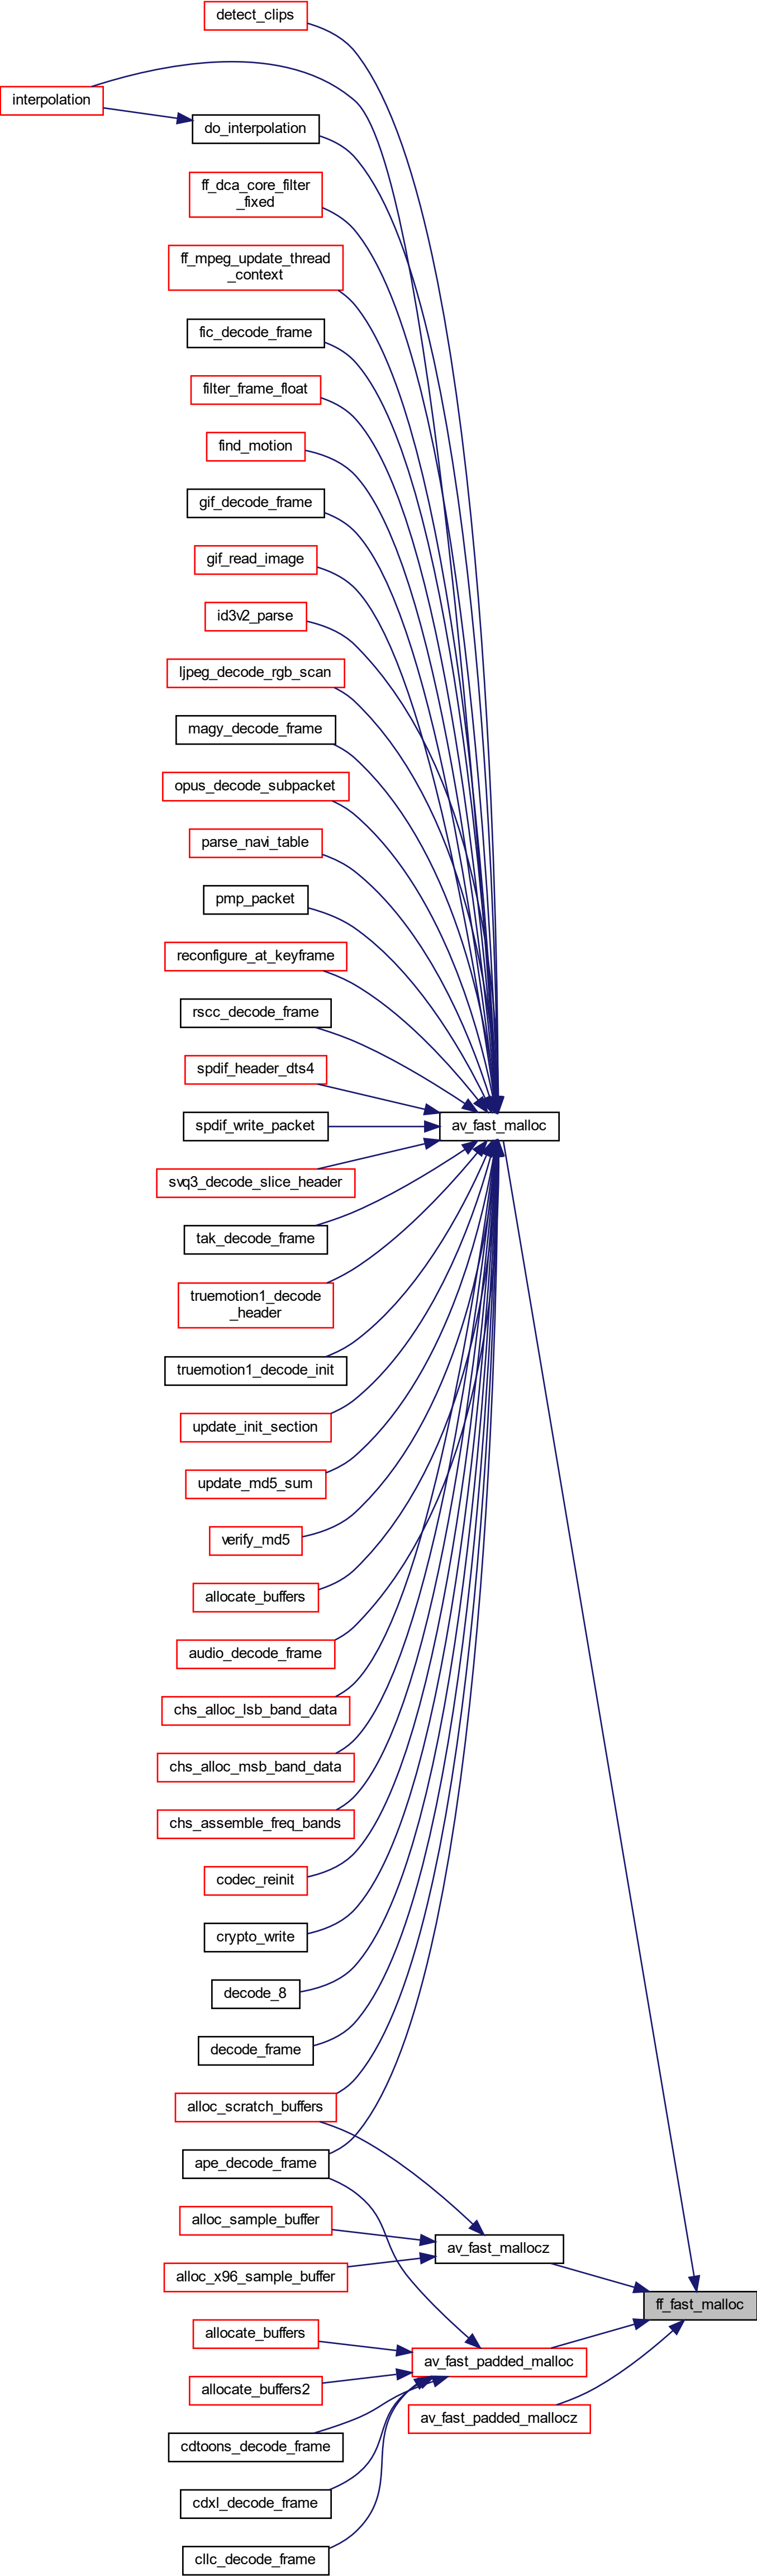 detect_clips
interpolation
do_interpolation
ff_dca_core_filter
_fixed
ff_mpeg_update_thread
_context
fic_decode_frame
filter_frame_float
find_motion
gif_decode_frame
gif_read_image
id3v2_parse
ljpeg_decode_rgb_scan
magy_decode_frame
opus_decode_subpacket
parse_navi_table
pmp_packet
reconfigure_at_keyframe
rscc_decode_frame
spdif_header_dts4
av_fast_malloc
spdif_write_packet
svq3_decode_slice_header
tak_decode_frame
truemotion1_decode
_header
truemotion1_decode_init
update_init_section
update_md5_sum
verify_md5
allocate_buffers
audio_decode_frame
chs_alloc_lsb_band_data
chs_alloc_msb_band_data
chs_assemble_freq_bands
codec_reinit
crypto_write
decode_8
decode_frame
alloc_scratch_buffers
ape_decode_frame
alloc_sample_buffer
av_fast_mallocz
alloc_x96_sample_buffer
ff_fast_malloc
allocate_buffers
av_fast_padded_malloc
allocate_buffers2
av_fast_padded_mallocz
cdtoons_decode_frame
cdxl_decode_frame
cllc_decode_frame